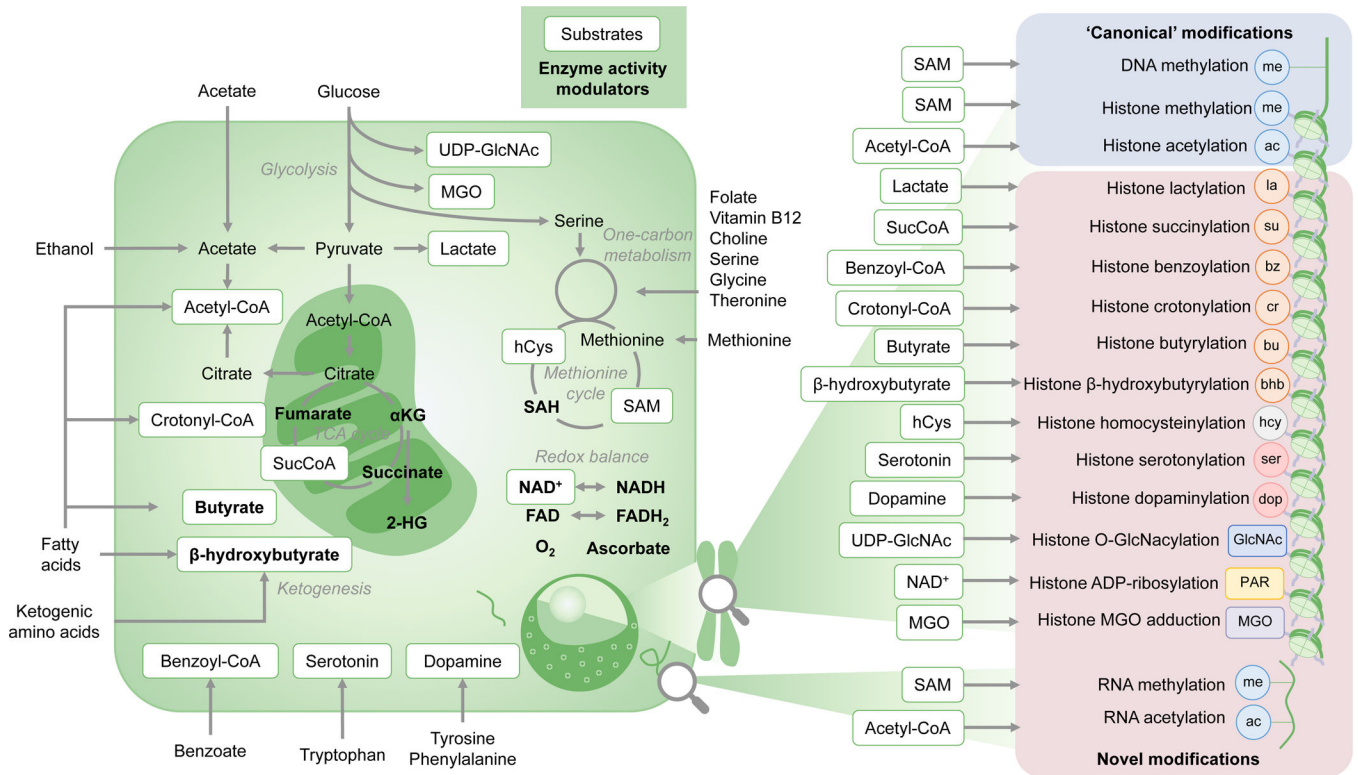 Substrates
Enzyme activity
modulators
Acetate
Glucose
UDP-GlcNAc
Glycolysis
MGO
Serine
Folate
Vitamin B12
Choline
Serine
Glycine
Theronine
One-carbon
metabolism
Ethanol
Acetate
Pyruvate
Lactate
Acetyl-CoA
Acetyl-CoA
hCys
Methionine
Methionine
Citrate
Citrate
Methionine
cycle
Crotonyl-CoA
Fumarate
αKG
SAH
SAM
TCA cycle
SucCoA
Succinate
Redox balance
Butyrate
NAD⁺
NADH
2-HG
FAD
FADH₂
Fatty
acids
β-hydroxybutyrate
O₂
Ascorbate
Ketogenesis
Ketogenic
amino acids
Benzoyl-CoA
Serotonin
Dopamine
Benzoate
Tryptophan
Tyrosine
Phenylalanine
'Canonical' modifications
SAM
DNA methylation
me
SAM
Histone methylation
me
Acetyl-CoA
Histone acetylation
ac
Lactate
Histone lactylation
la
SucCoA
Histone succinylation
su
Benzoyl-CoA
Histone benzoylation
bz
Crotonyl-CoA
Histone crotonylation
cr
Butyrate
Histone butyrylation
bu
β-hydroxybutyrate
Histone β-hydroxybutyrylation
bhb
hCys
Histone homocysteinylation
hcy
Serotonin
Histone serotonylation
ser
Dopamine
Histone dopaminylation
dop
UDP-GlcNAc
Histone O-GlcNacylation
GlcNAc
NAD⁺
Histone ADP-ribosylation
PAR
MGO
Histone MGO adduction
MGO
SAM
RNA methylation
me
Acetyl-CoA
RNA acetylation
ac
Novel modifications